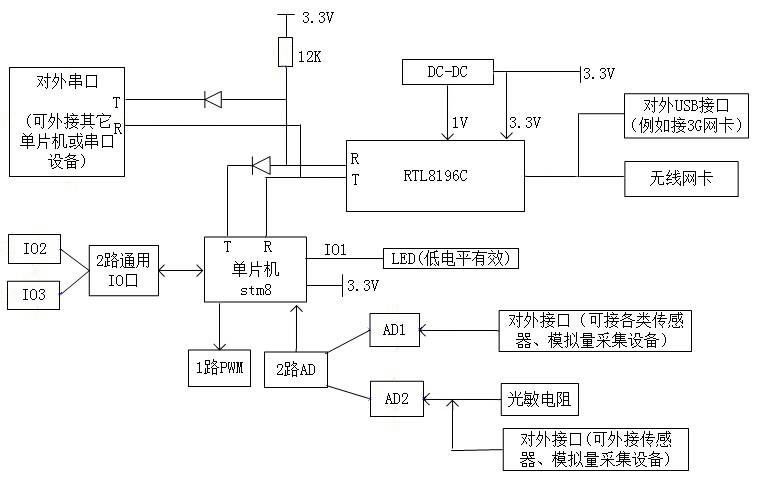 3.3V
12K
对外串口
T
(可外接其它
R
单片机或串口
设备)
DC-DC
3.3V
1V
3.3V
对外USB接口
(例如接3G网卡)
R
T
RTL8196C
无线网卡
T
R
单片机
stm8
IO1
LED(低电平有效)
3.3V
IO2
IO3
2路通用
IO口
1路PWM
2路AD
AD1
对外接口 (可接各类传感
器、模拟量采集设备)
AD2
光敏电阻
对外接口(可外接传感
器、模拟量采集设备)